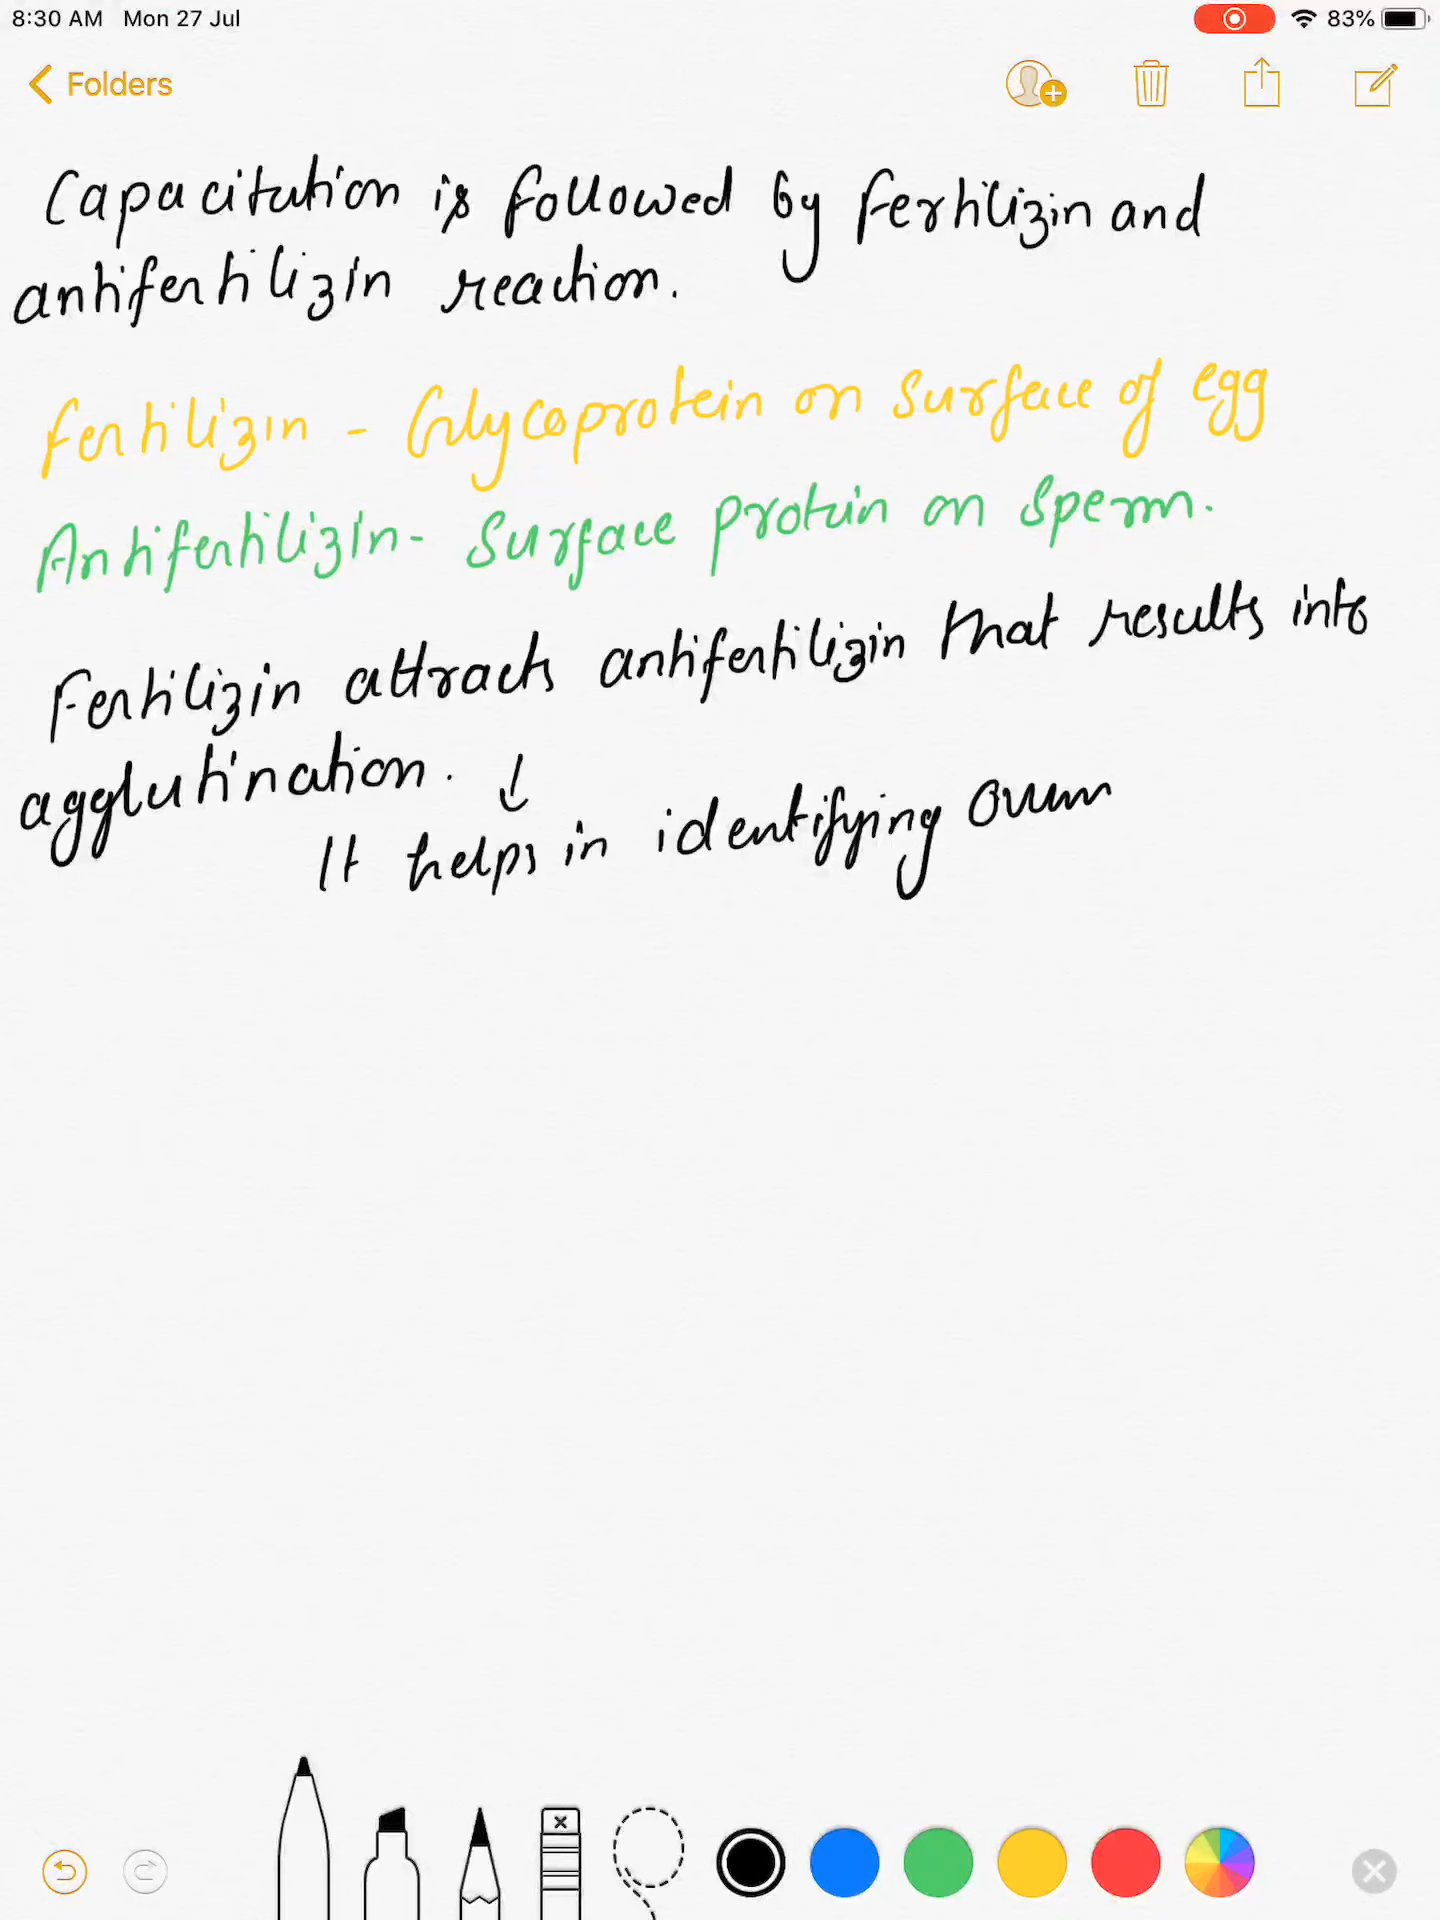 8:30 AM Mon 27 Jul 83%
Folders
Capacitation is followed by fertilizin and
antifertilizin reaction.
Fertilizin - Glycoprotein on surface of egg
Antifertilizin- Surface protein on sperm.
Fertilizin attracts antifertilizin that results into
agglutination. ↓
It helps in identifying ovum